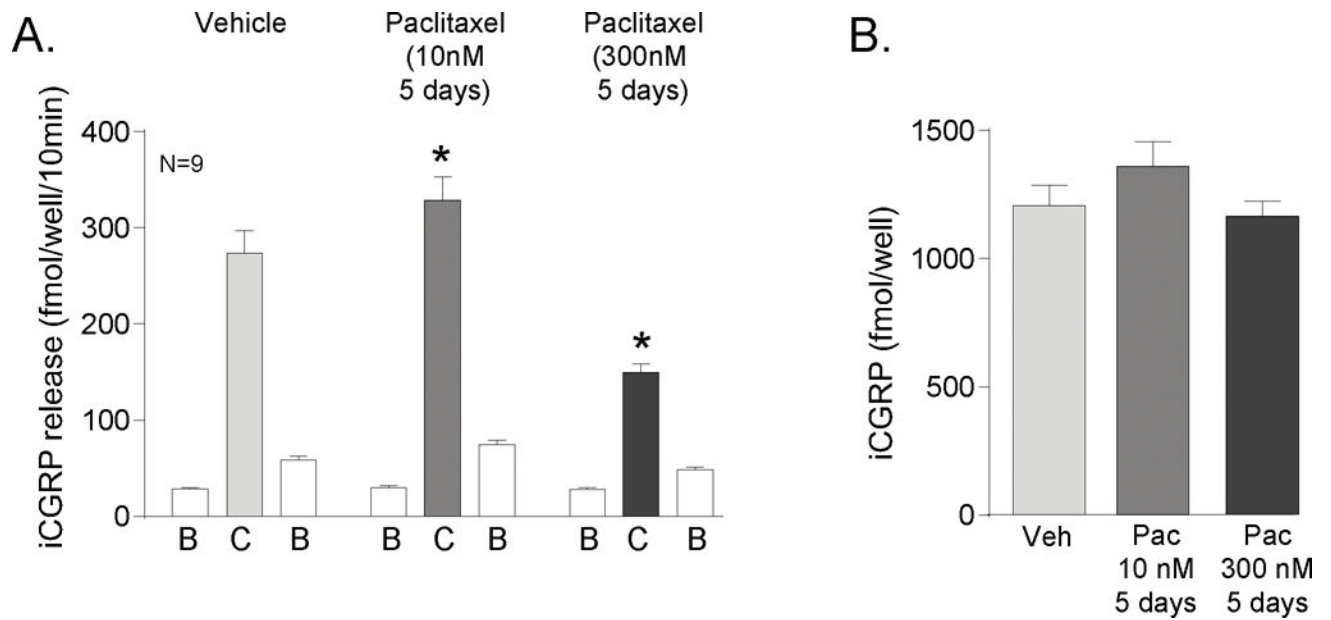 A.
Vehicle
Paclitaxel
(10nM
5 days)
Paclitaxel
(300nM
5 days)
iCGRP release (fmol/well/10min)
400
300
200
100
0
N=9
*
*
B C B
B C B
B C B
B.
iCGRP (fmol/well)
1500
1000
500
0
Veh
Pac
10 nM
5 days
Pac
300 nM
5 days